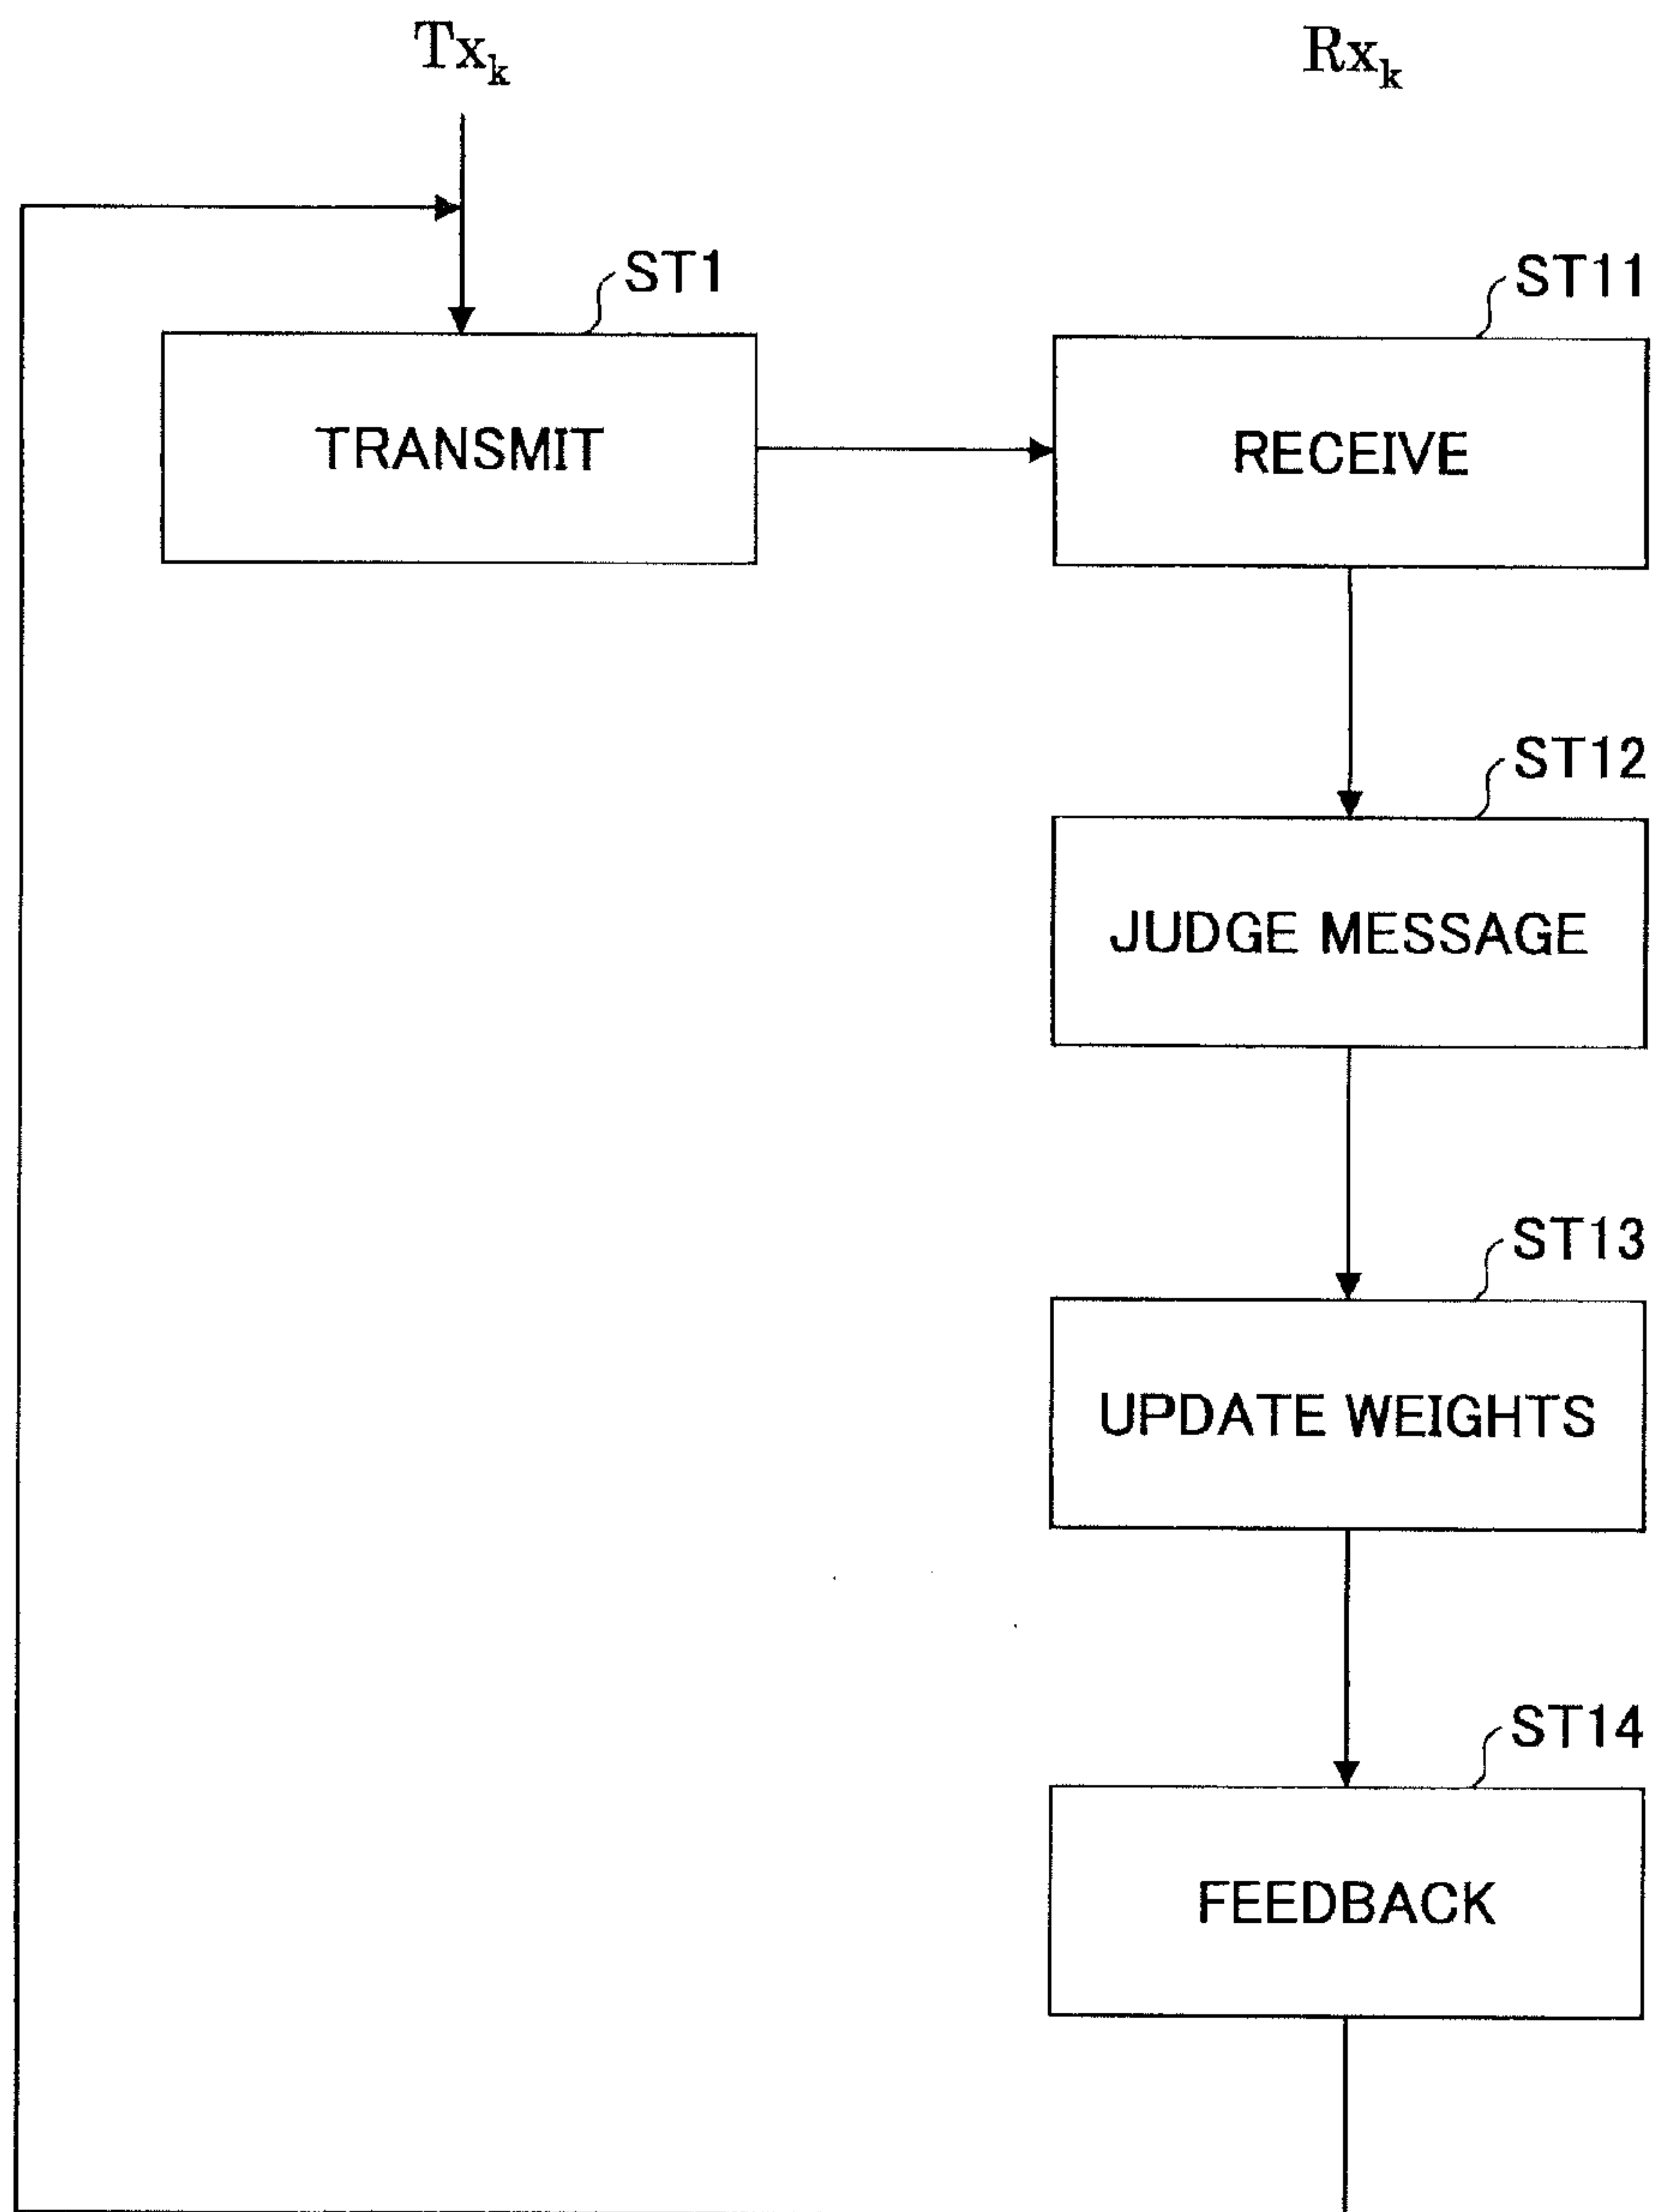 Txk
Rxk
ST1
ST11
TRANSMIT
RECEIVE
ST12
JUDGE MESSAGE
ST13
UPDATE WEIGHTS
ST14
FEEDBACK